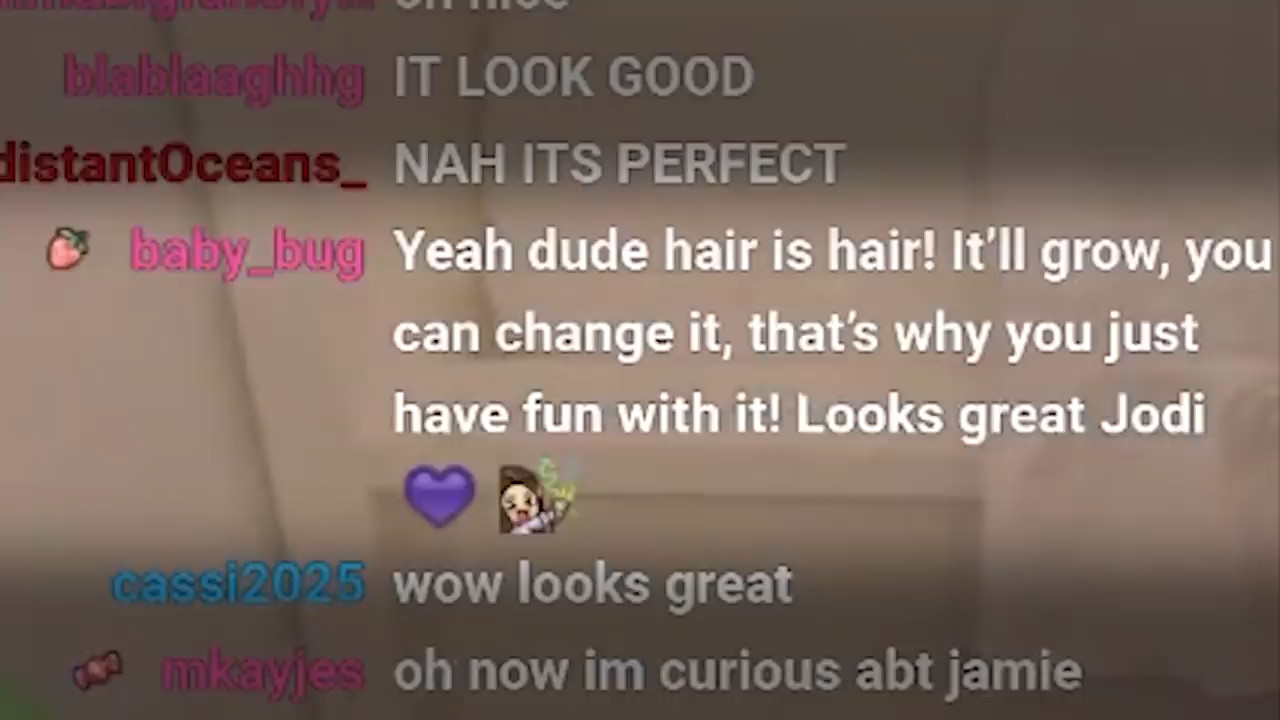 blablaaghhg IT LOOK GOOD
distantOceans_ NAH ITS PERFECT
baby_bug Yeah dude hair is hair! It’ll grow, you
can change it, that’s why you just
have fun with it! Looks great Jodi
cassi2025 wow looks great
mkayjes oh now im curious abt jamie